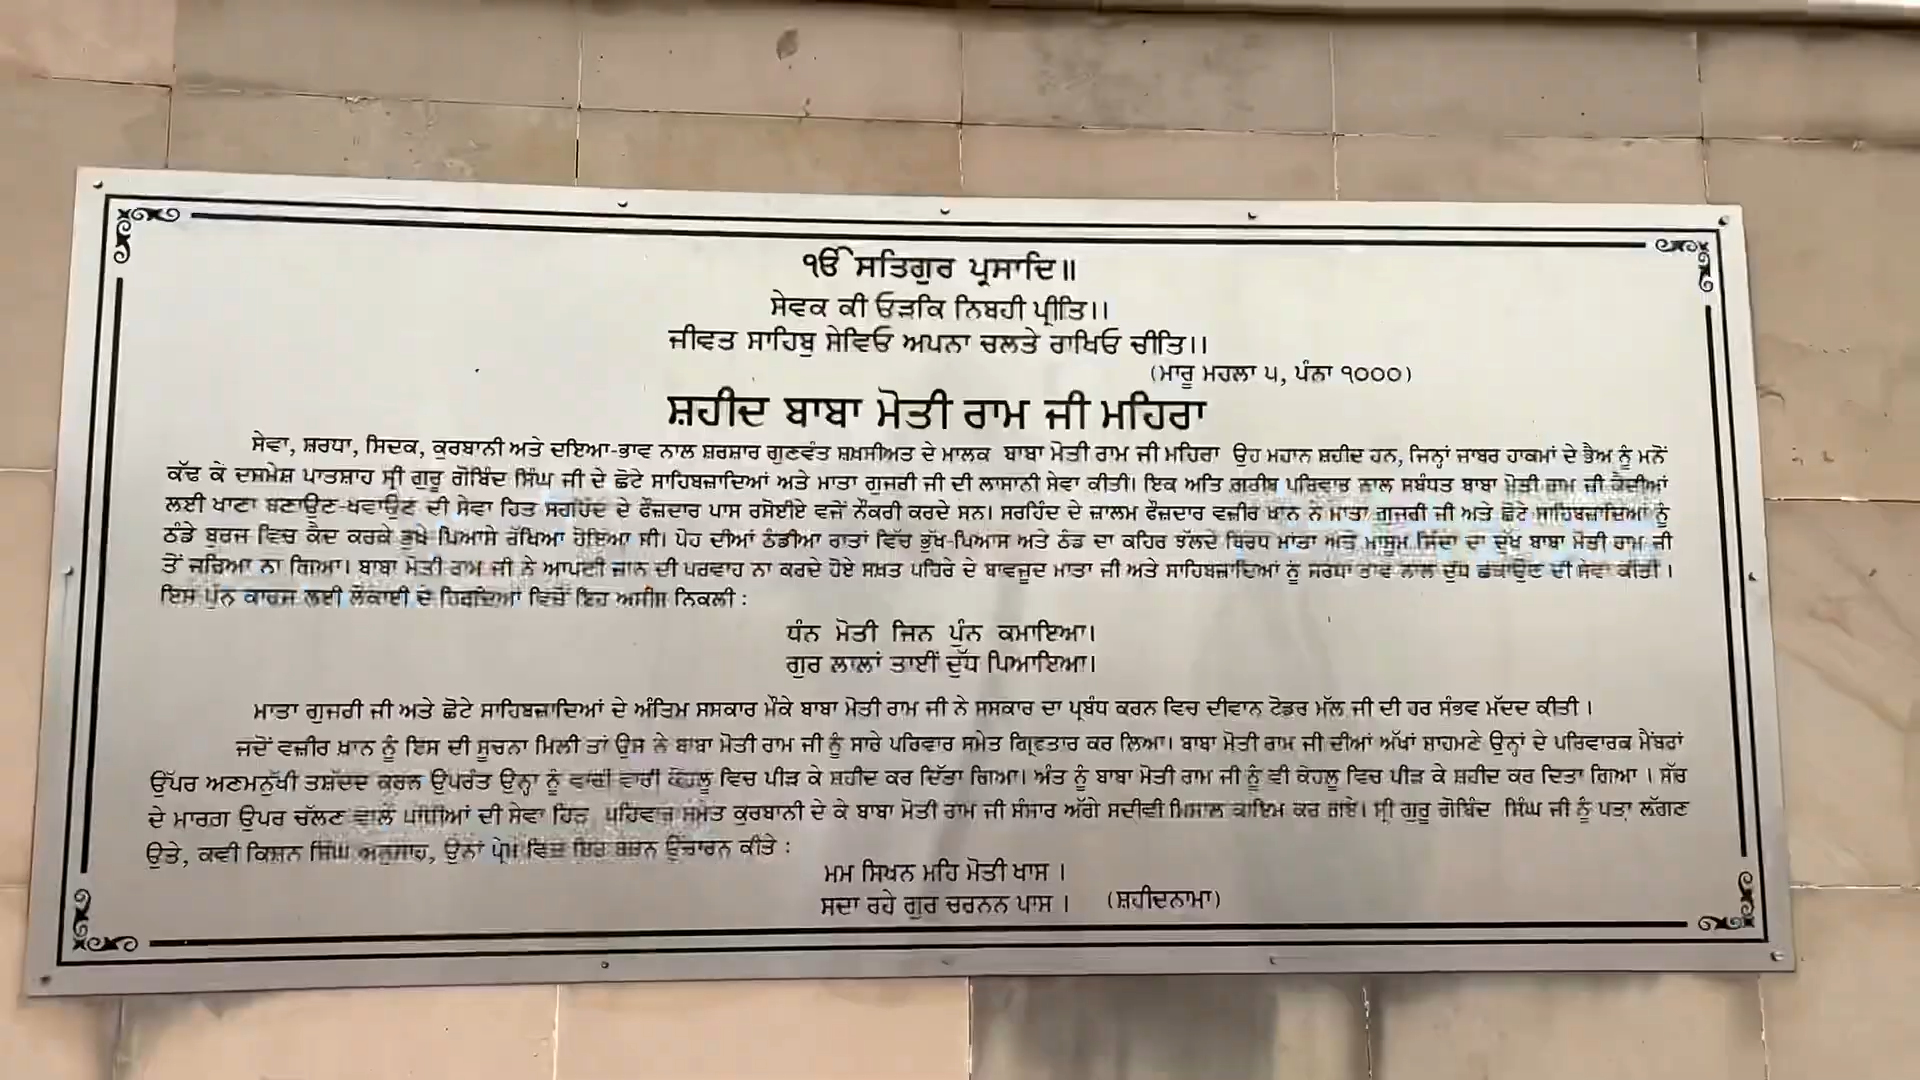 ੴ ਸਤਿਗੁਰ ਪ੍ਰਸਾਦਿ॥
ਸੇਵਕ ਕੀ ਓੜਕਿ ਨਿਬਹੀ ਪ੍ਰੀਤਿ।।
ਜੀਵਤ ਸਾਹਿਬੁ ਸੇਵਿਓ ਅਪਨਾ ਚਲਤੇ ਰਾਖਿਓ ਚੀਤਿ।।
(ਮਾਰੂ ਮਹਲਾ ੫, ਪੰਨਾ ੧੦੦੦)
ਸ਼ਹੀਦ ਬਾਬਾ ਮੋਤੀ ਰਾਮ ਜੀ ਮਹਿਰਾ
ਸੇਵਾ, ਸ਼ਰਧਾ, ਸਿਦਕ, ਕੁਰਬਾਨੀ ਅਤੇ ਦਇਆ-ਭਾਵ ਨਾਲ ਸ਼ਰਸ਼ਾਰ ਗੁਣਵੰਤ ਸ਼ਖ਼ਸੀਅਤ ਦੇ ਮਾਲਕ ਬਾਬਾ ਮੋਤੀ ਰਾਮ ਜੀ ਮਹਿਰਾ ਉਹ ਮਹਾਨ ਸ਼ਹੀਦ ਹਨ, ਜਿਨ੍ਹਾਂ ਜਾਬਰ ਹਾਕਮਾਂ ਦੇ ਭੈਅ ਨੂੰ ਮਨੋਂ
ਕੱਢ ਕੇ ਦਸਮੇਸ਼ ਪਾਤਸ਼ਾਹ ਸ੍ਰੀ ਗੁਰੂ ਗੋਬਿੰਦ ਸਿੰਘ ਜੀ ਦੇ ਛੋਟੇ ਸਾਹਿਬਜ਼ਾਦਿਆਂ ਅਤੇ ਮਾਤਾ ਗੁਜਰੀ ਜੀ ਦੀ ਲਾਸਾਨੀ ਸੇਵਾ ਕੀਤੀ। ਇਕ ਅਤਿ ਗ਼ਰੀਬ ਪਰਿਵਾਰ ਨਾਲ ਸਬੰਧਤ ਬਾਬਾ ਮੋਤੀ ਰਾਮ ਜੀ ਕੈਦੀਆਂ
ਲਈ ਖਾਣਾ ਬਣਾਉਣ-ਖਵਾਉਣ ਦੀ ਸੇਵਾ ਹਿਤ ਸਰਹਿੰਦ ਦੇ ਫੌਜ਼ਦਾਰ ਪਾਸ ਰਸੋਈਏ ਵਜੋਂ ਨੌਕਰੀ ਕਰਦੇ ਸਨ। ਸਰਹਿੰਦ ਦੇ ਜ਼ਾਲਮ ਫੌਜ਼ਦਾਰ ਵਜ਼ੀਰ ਖਾਨ ਨੇ ਮਾਤਾ ਗੁਜਰੀ ਜੀ ਅਤੇ ਛੋਟੇ ਸਾਹਿਬਜ਼ਾਦਿਆਂ ਨੂੰ
ਠੰਡੇ ਬੁਰਜ ਵਿਚ ਕੈਦ ਕਰਕੇ ਭੁਖੇ ਪਿਆਸੇ ਰੱਖਿਆ ਹੋਇਆ ਸੀ। ਪੋਹ ਦੀਆਂ ਠੰਡੀਆ ਰਾਤਾਂ ਵਿੱਚ ਭੁੱਖ-ਪਿਆਸ ਅਤੇ ਠੰਡ ਦਾ ਕਹਿਰ ਝੱਲਦੇ ਬਿਰਧ ਮਾਤਾ ਅਤੇ ਮਾਸੂਮ ਜਿੰਦਾਂ ਦਾ ਦੁੱਖ ਬਾਬਾ ਮੋਤੀ ਰਾਮ ਜੀ
ਤੋਂ ਜਰਿਆ ਨਾ ਗਿਆ। ਬਾਬਾ ਮੋਤੀ ਰਾਮ ਜੀ ਨੇ ਆਪਣੀ ਜਾਨ ਦੀ ਪਰਵਾਹ ਨਾ ਕਰਦੇ ਹੋਏ ਸਖ਼ਤ ਪਹਿਰੇ ਦੇ ਬਾਵਜੂਦ ਮਾਤਾ ਜੀ ਅਤੇ ਸਾਹਿਬਜ਼ਾਦਿਆਂ ਨੂੰ ਸ਼ਰਧਾ ਭਾਵ ਨਾਲ ਦੁੱਧ ਛਕਾਉਣ ਦੀ ਸੇਵਾ ਕੀਤੀ ।
ਇਸ ਪੁੰਨ ਕਾਰਜ ਲਈ ਲੋਕਾਈ ਦੇ ਹਿਰਦਿਆਂ ਵਿਚੋਂ ਇਹ ਅਸੀਸ ਨਿਕਲੀ :
ਧੰਨ ਮੋਤੀ ਜਿਨ ਪੁੰਨ ਕਮਾਇਆ।
ਗੁਰ ਲਾਲਾਂ ਤਾਈਂ ਦੁੱਧ ਪਿਆਇਆ।
ਮਾਤਾ ਗੁਜਰੀ ਜੀ ਅਤੇ ਛੋਟੇ ਸਾਹਿਬਜ਼ਾਦਿਆਂ ਦੇ ਅੰਤਿਮ ਸਸਕਾਰ ਮੌਕੇ ਬਾਬਾ ਮੋਤੀ ਰਾਮ ਜੀ ਨੇ ਸਸਕਾਰ ਦਾ ਪ੍ਰਬੰਧ ਕਰਨ ਵਿਚ ਦੀਵਾਨ ਟੋਡਰ ਮੱਲ ਜੀ ਦੀ ਹਰ ਸੰਭਵ ਮੱਦਦ ਕੀਤੀ ।
ਜਦੋਂ ਵਜ਼ੀਰ ਖ਼ਾਨ ਨੂੰ ਇਸ ਦੀ ਸੂਚਨਾ ਮਿਲੀ ਤਾਂ ਉਸ ਨੇ ਬਾਬਾ ਮੋਤੀ ਰਾਮ ਜੀ ਨੂੰ ਸਾਰੇ ਪਰਿਵਾਰ ਸਮੇਤ ਗ੍ਰਿਫਤਾਰ ਕਰ ਲਿਆ। ਬਾਬਾ ਮੋਤੀ ਰਾਮ ਜੀ ਦੀਆਂ ਅੱਖਾਂ ਸਾਹਮਣੇ ਉਨ੍ਹਾਂ ਦੇ ਪਰਿਵਾਰਕ ਮੈਂਬਰਾਂ
ਉੱਪਰ ਅਣਮਨੁੱਖੀ ਤਸ਼ੱਦਦ ਕਰਨ ਉਪਰੰਤ ਉਨ੍ਹਾ ਨੂੰ ਵਾਰੀ ਵਾਰੀ ਕੋਹਲੂ ਵਿਚ ਪੀੜ ਕੇ ਸ਼ਹੀਦ ਕਰ ਦਿੱਤਾ ਗਿਆ। ਅੰਤ ਨੂੰ ਬਾਬਾ ਮੋਤੀ ਰਾਮ ਜੀ ਨੂੰ ਵੀ ਕੋਹਲੂ ਵਿਚ ਪੀੜ ਕੇ ਸ਼ਹੀਦ ਕਰ ਦਿਤਾ ਗਿਆ । ਸੱਚ
ਦੇ ਮਾਰਗ ਉਪਰ ਚੱਲਣ ਵਾਲੇ ਪਾਂਧੀਆਂ ਦੀ ਸੇਵਾ ਹਿਤ ਪਰਿਵਾਰ ਸਮੇਤ ਕੁਰਬਾਨੀ ਦੇ ਕੇ ਬਾਬਾ ਮੋਤੀ ਰਾਮ ਜੀ ਸੰਸਾਰ ਅੱਗੇ ਸਦੀਵੀ ਮਿਸਾਲ ਕਾਇਮ ਕਰ ਗਏ। ਸ੍ਰੀ ਗੁਰੂ ਗੋਬਿੰਦ ਸਿੰਘ ਜੀ ਨੂੰ ਪਤਾ ਲੱਗਣ
ਉਤੇ, ਕਵੀ ਕਿਸ਼ਨ ਸਿੰਘ ਅਨੁਸਾਰ, ਉਨਾਂ ਪ੍ਰੇਮ ਵਿਚ ਇਹ ਬਚਨ ਉਚਾਰਨ ਕੀਤੇ :
ਮਮ ਸਿਖਨ ਮਹਿ ਮੋਤੀ ਖਾਸ ।
ਸਦਾ ਰਹੇ ਗੁਰ ਚਰਨਨ ਪਾਸ । (ਸ਼ਹੀਦਨਾਮਾ)